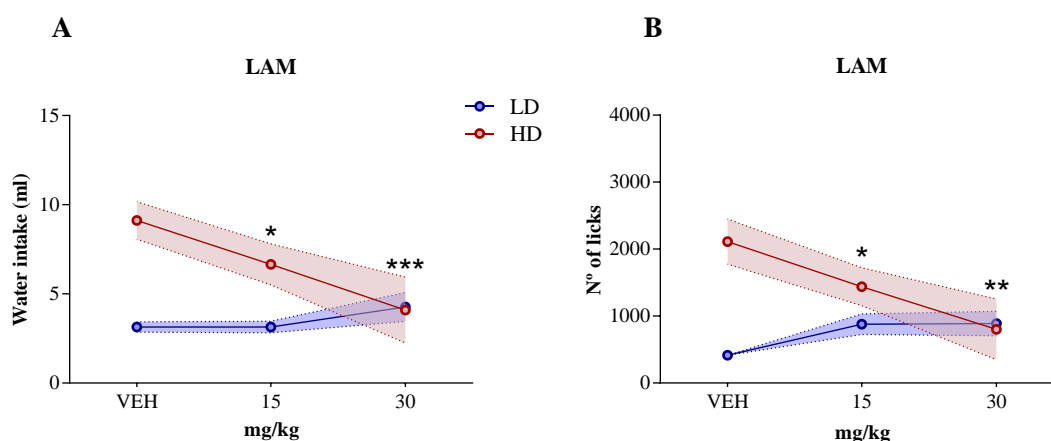 A
LAM
Water intake (ml)
15
10
5
0
*
***
VEH
15
30
mg/kg
LD
HD
B
LAM
Nº of licks
4000
3000
2000
1000
0
*
**
VEH
15
30
mg/kg